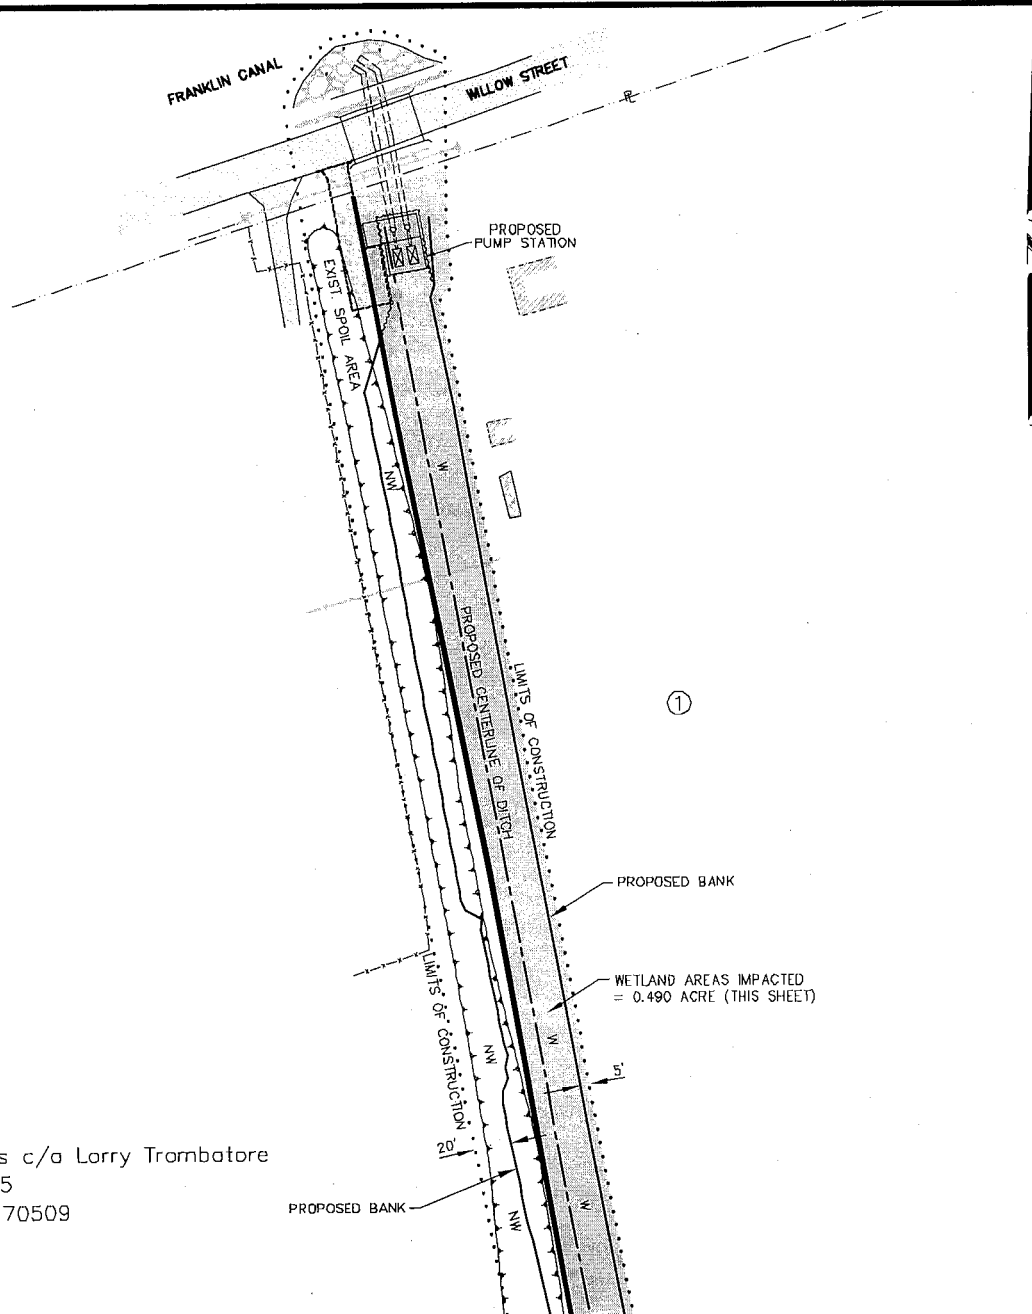 FRANKLIN CANAL
WILLOW STREET
PL
PROPOSED
PUMP STATION
EXIST. SPOIL AREA
W
NW
PROPOSED CENTERLINE OF DITCH
LIMITS OF CONSTRUCTION
1
PROPOSED BANK
WETLAND AREAS IMPACTED
= 0.490 ACRE (THIS SHEET)
LIMITS OF CONSTRUCTION
W
NW
5'
20'
s c/o Larry Trombatore
5
70509
PROPOSED BANK
NW
W